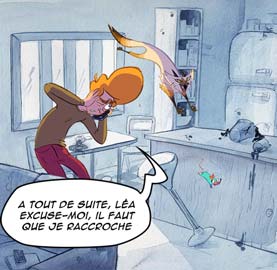 A TOUT DE SUITE, LÉA
EXCUSE-MOI, IL FAUT
QUE JE RACCROCHE